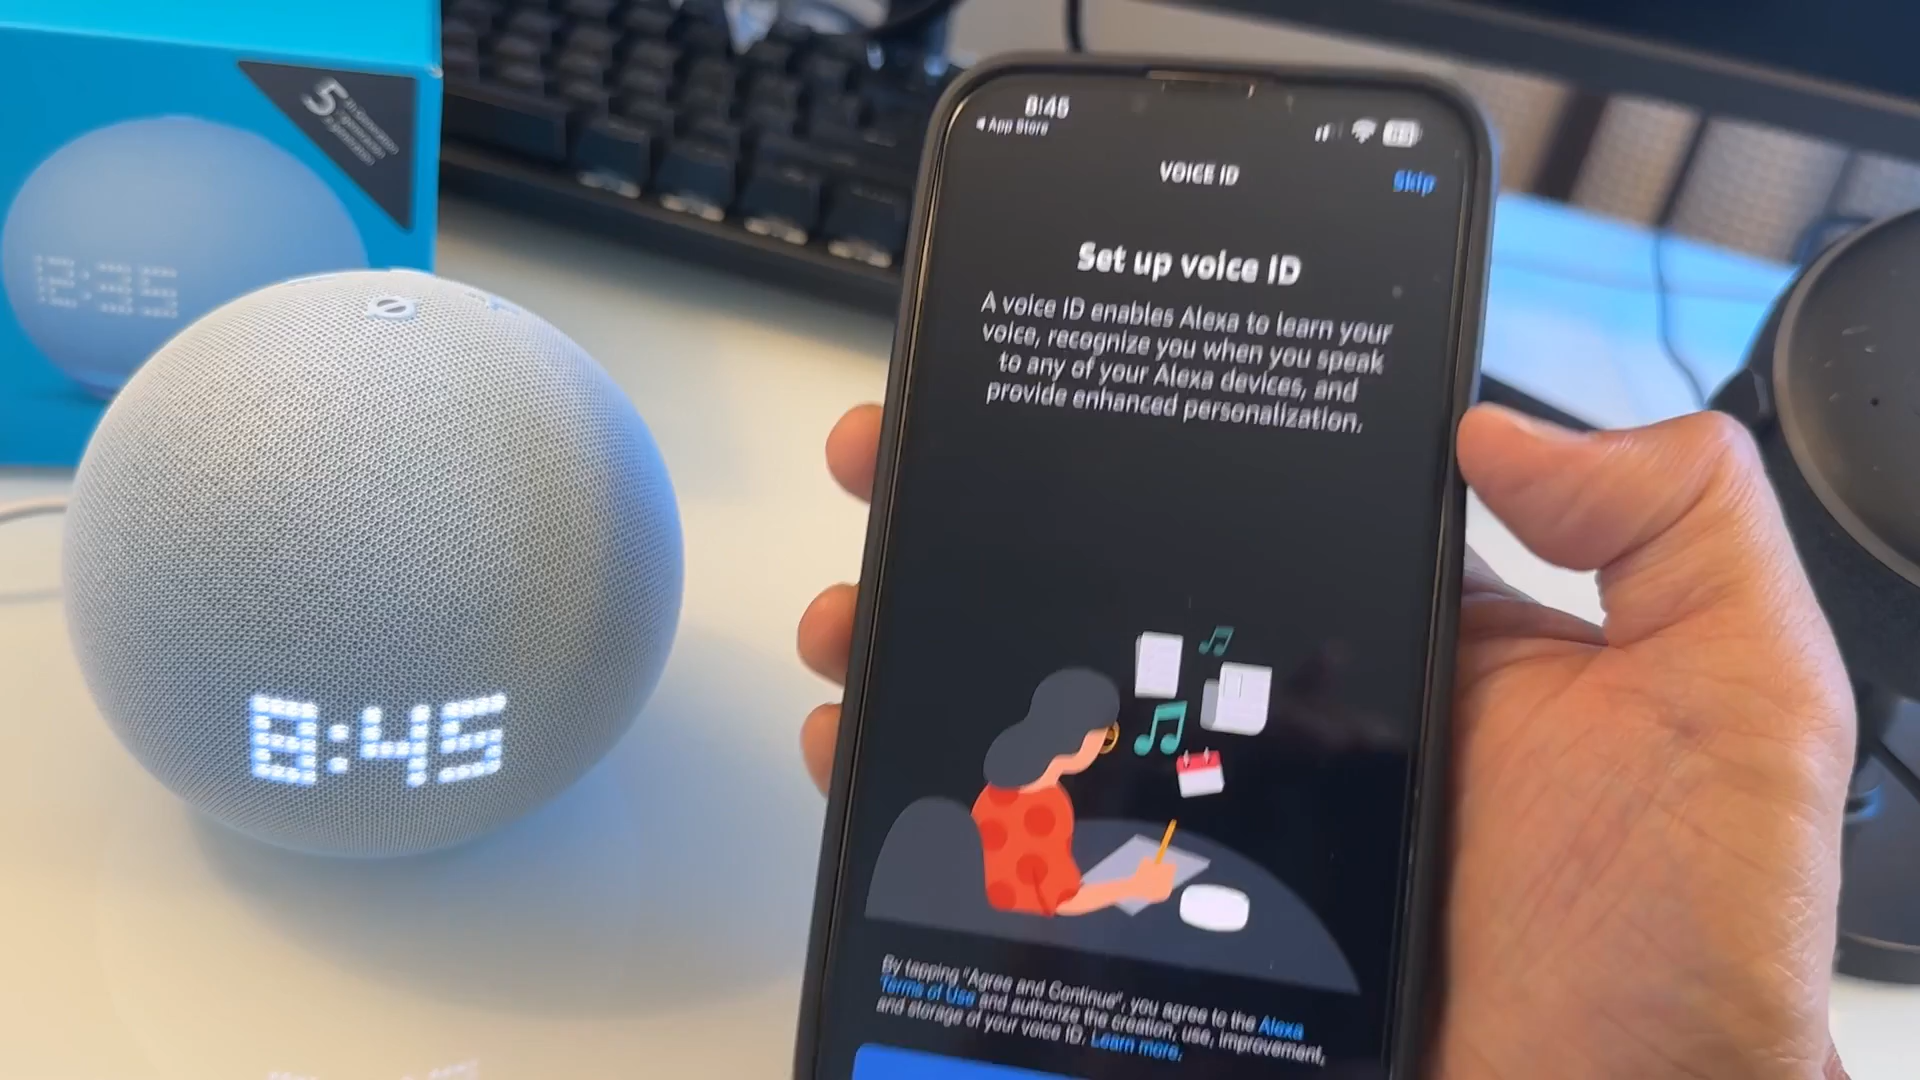 5
8:45
App Store
VOICE ID
Skip
Set up voice ID
A voice ID enables Alexa to learn your
voice, recognize you when you speak
to any of your Alexa devices, and
provide enhanced personalization.
8:45
By tapping "Agree and Continue", you agree to the Alexa
Terms of Use and authorize the creation, use, improvement,
and storage of your voice ID. Learn more.